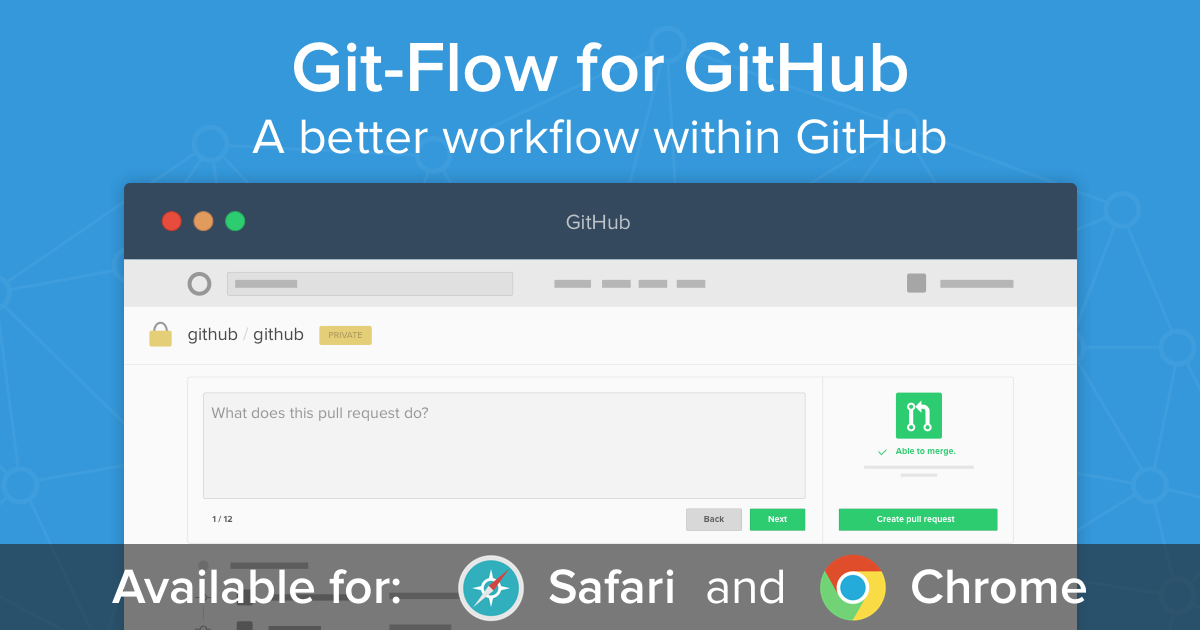 Git-Flow for GitHub
A better workflow within GitHub
GitHub
github / github PRIVATE
What does this pull request do?
Able to merge.
1 / 12 Back Next Create pull request
Available for: Safari and Chrome